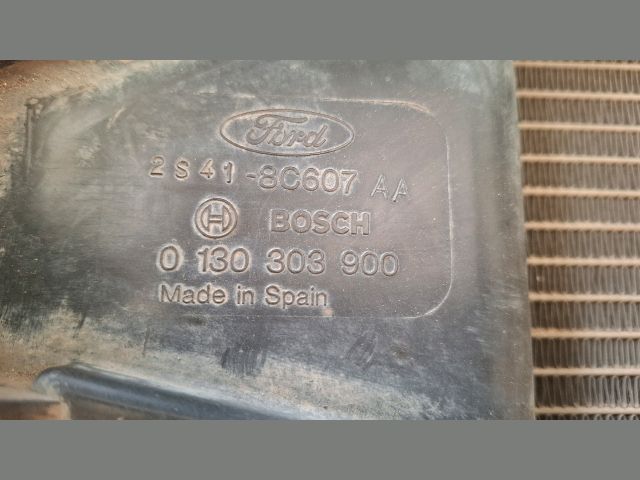 Ford
2S41-8C607 AA
BOSCH
0 130 303 900
Made in Spain